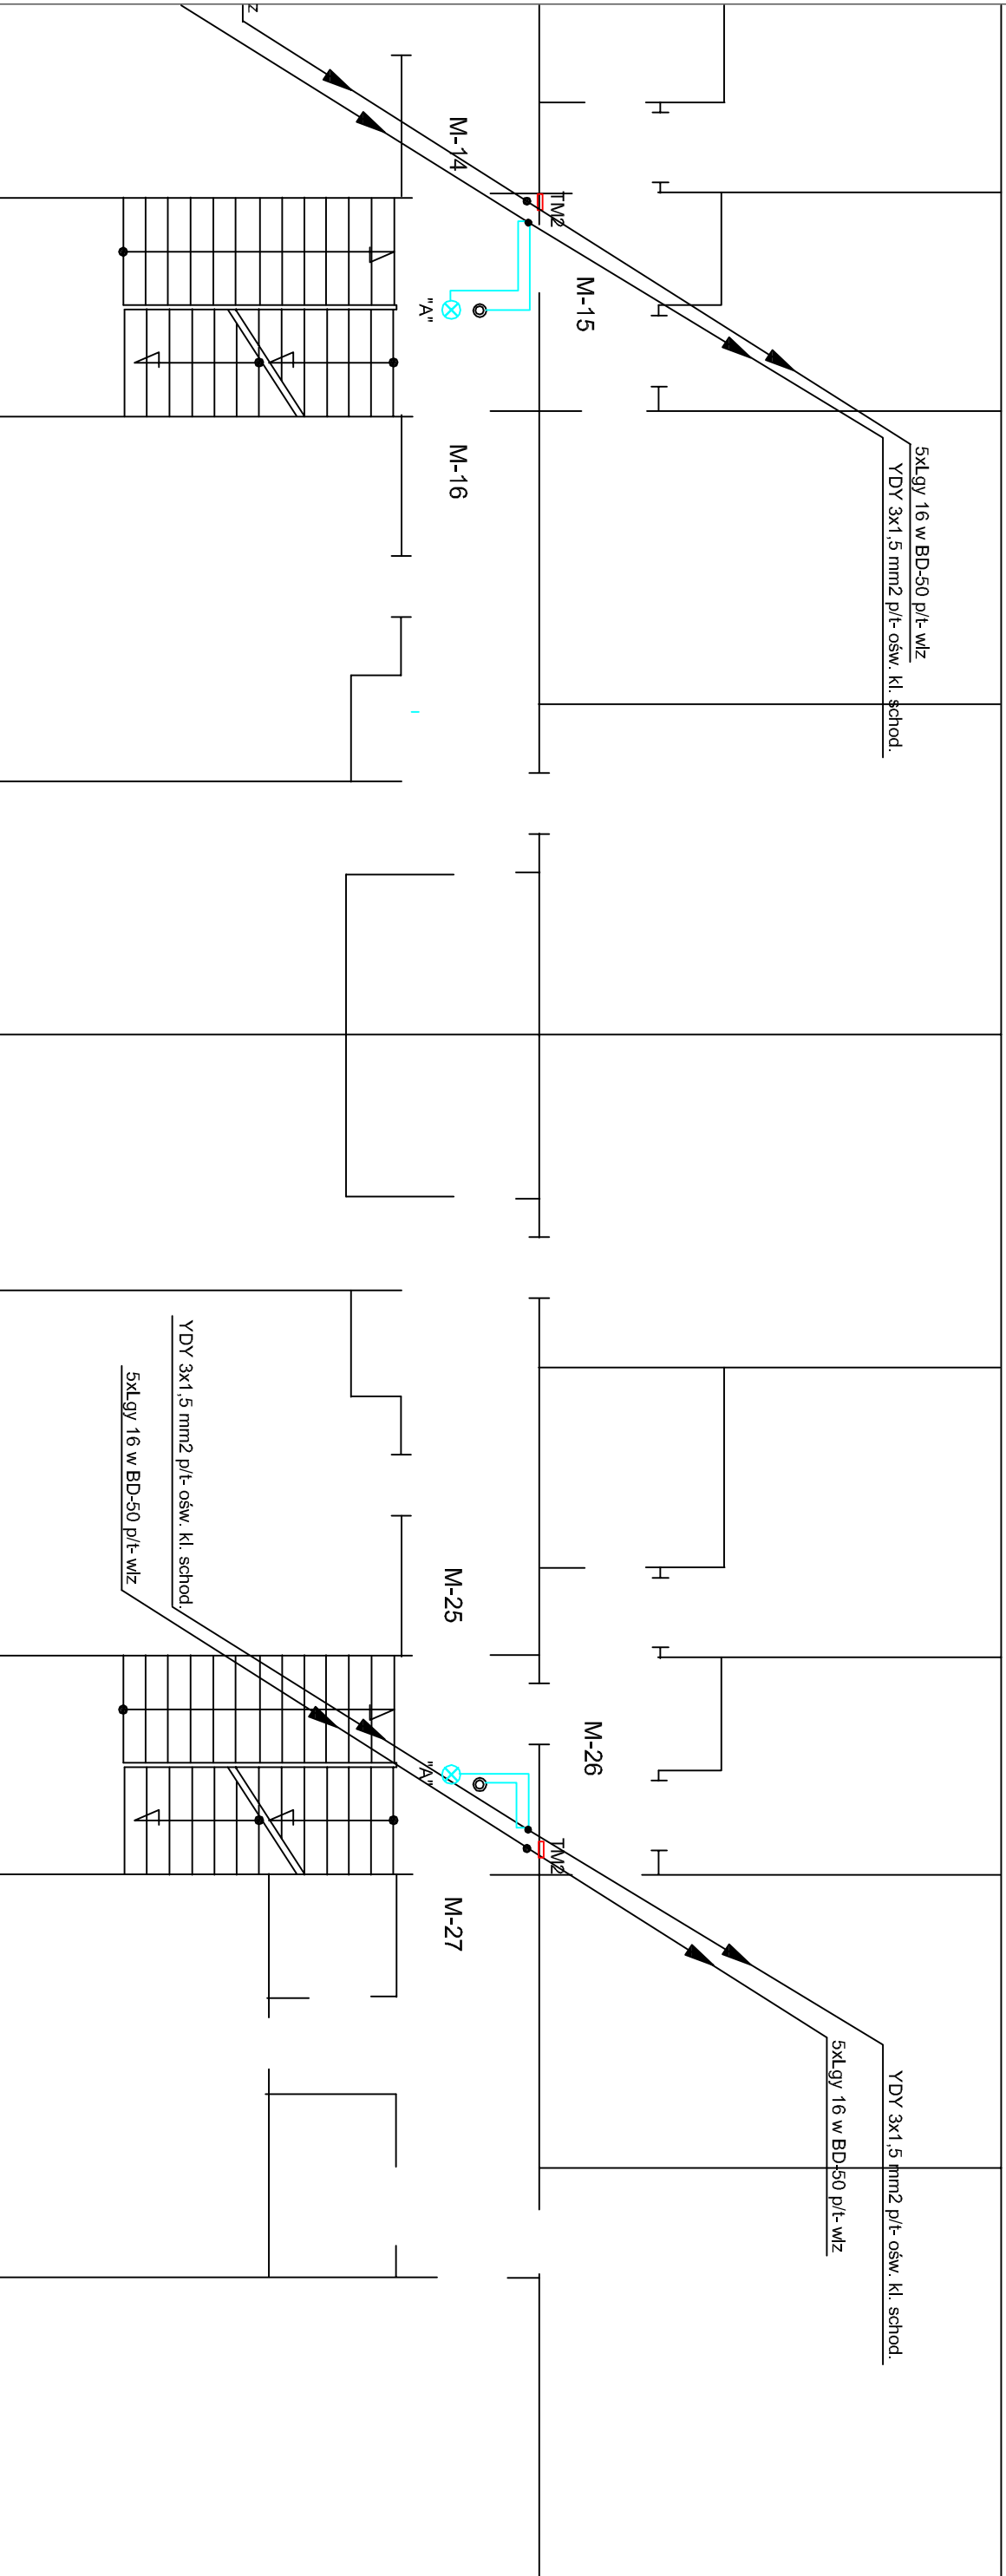 z
M-14
TM2
M-15
"A"
M-16
5xLgy 16 w BD-50 p/t- wlz
YDY 3x1,5 mm2 p/t- ośw. kl. schod.
YDY 3x1,5 mm2 p/t- ośw. kl. schod.
5xLgy 16 w BD-50 p/t- wlz
M-25
M-26
"A"
TM2
M-27
YDY 3x1,5 mm2 p/t- ośw. kl. schod.
5xLgy 16 w BD-50 p/t- wlz